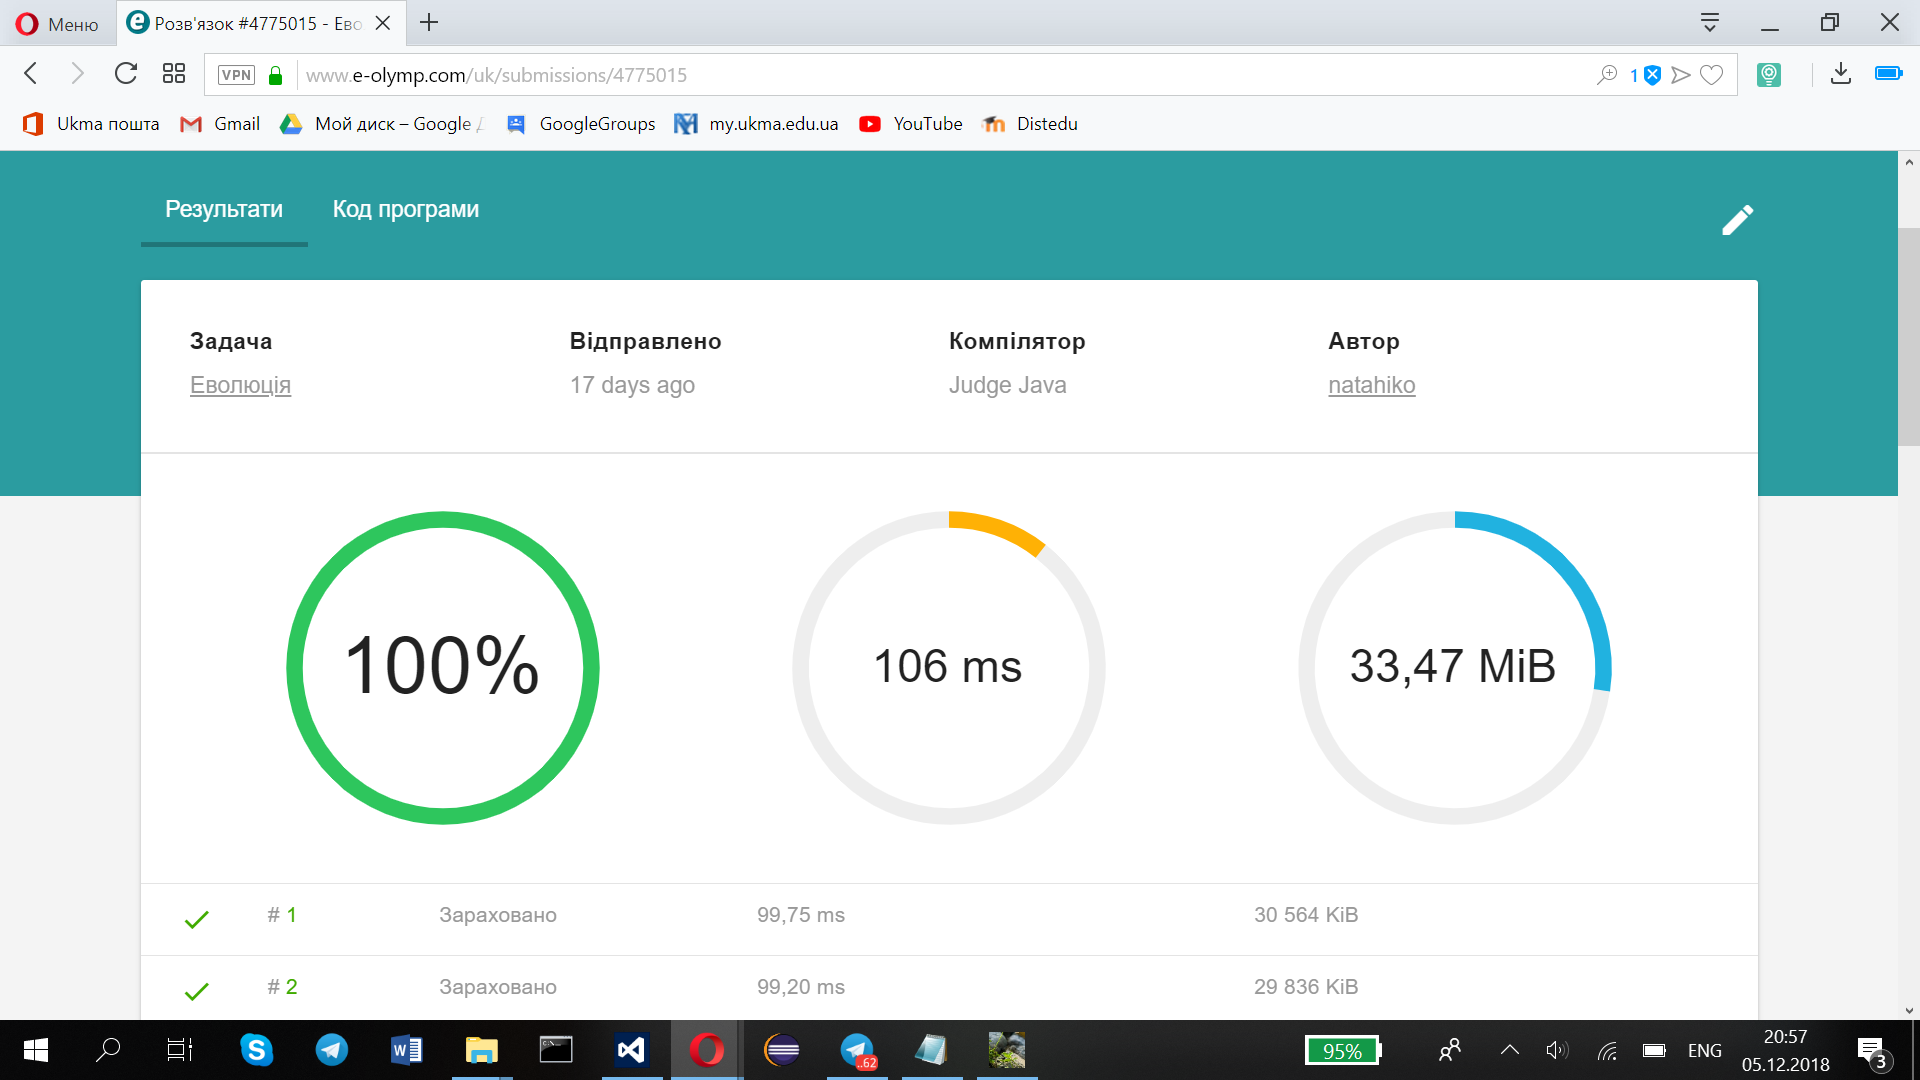 Меню
Розв'язок #4775015 - Ево
VPN
www.e-olymp.com/uk/submissions/4775015
1
Ukma пошта
Gmail
Мой диск – Google
GoogleGroups
my.ukma.edu.ua
YouTube
Distedu
Результати
Код програми
Задача
Відправлено
Компілятор
Автор
Еволюція
17 days ago
Judge Java
natahiko
100%
106 ms
33,47 MiB
# 1
Зараховано
99,75 ms
30 564 KiB
# 2
Зараховано
99,20 ms
29 836 KiB
..62
95%
ENG
20:57
05.12.2018
3